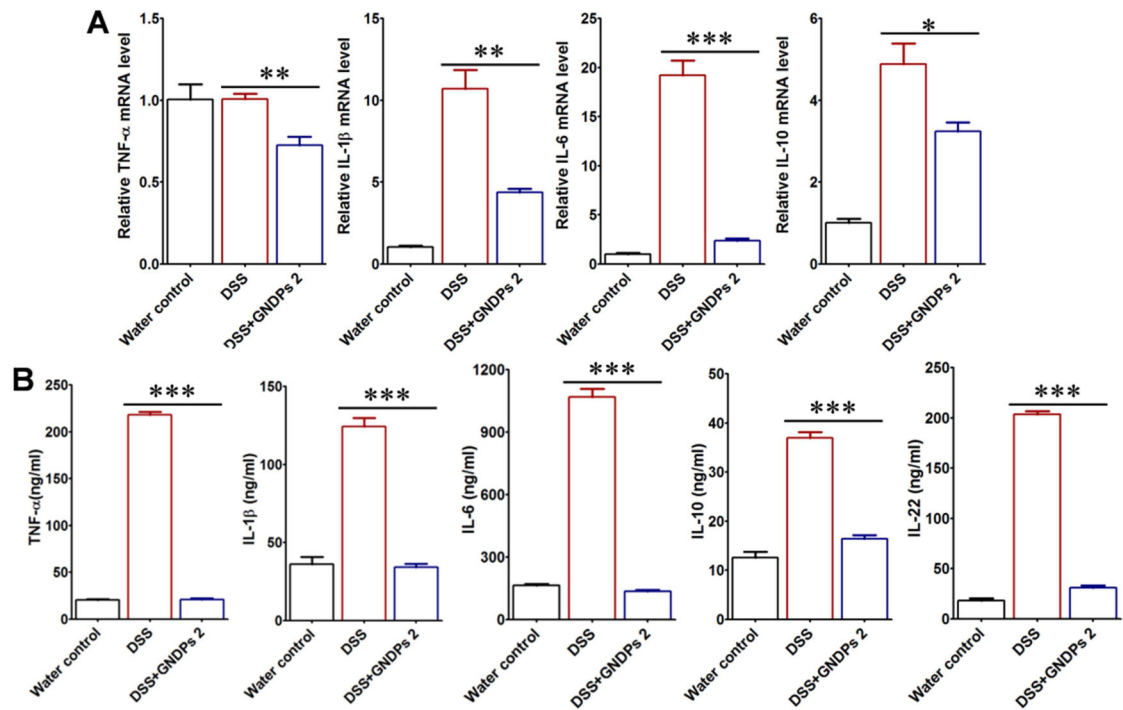 A
Relative TNF-α mRNA level
1.5
1.0
0.5
0.0
**
Water control
DSS
DSS+GNDPs 2
Relative IL-1β mRNA level
15
10
5
0
**
Water control
DSS
DSS+GNDPs 2
Relative IL-6 mRNA level
25
20
15
10
5
0
***
Water control
DSS
DSS+GNDPs 2
Relative IL-10 mRNA level
6
4
2
0
*
Water control
DSS
DSS+GNDPs 2
B
TNF-α(ng/ml)
250
200
150
100
50
0
***
Water control
DSS
DSS+GNDPs 2
IL-1β (ng/ml)
150
100
50
0
***
Water control
DSS
DSS+GNDPs 2
IL-6 (ng/ml)
1200
900
600
300
0
***
Water control
DSS
DSS+GNDPs 2
IL-10 (ng/ml)
50
40
30
20
10
0
***
Water control
DSS
DSS+GNDPs 2
IL-22 (ng/ml)
250
200
150
100
50
0
***
Water control
DSS
DSS+GNDPs 2